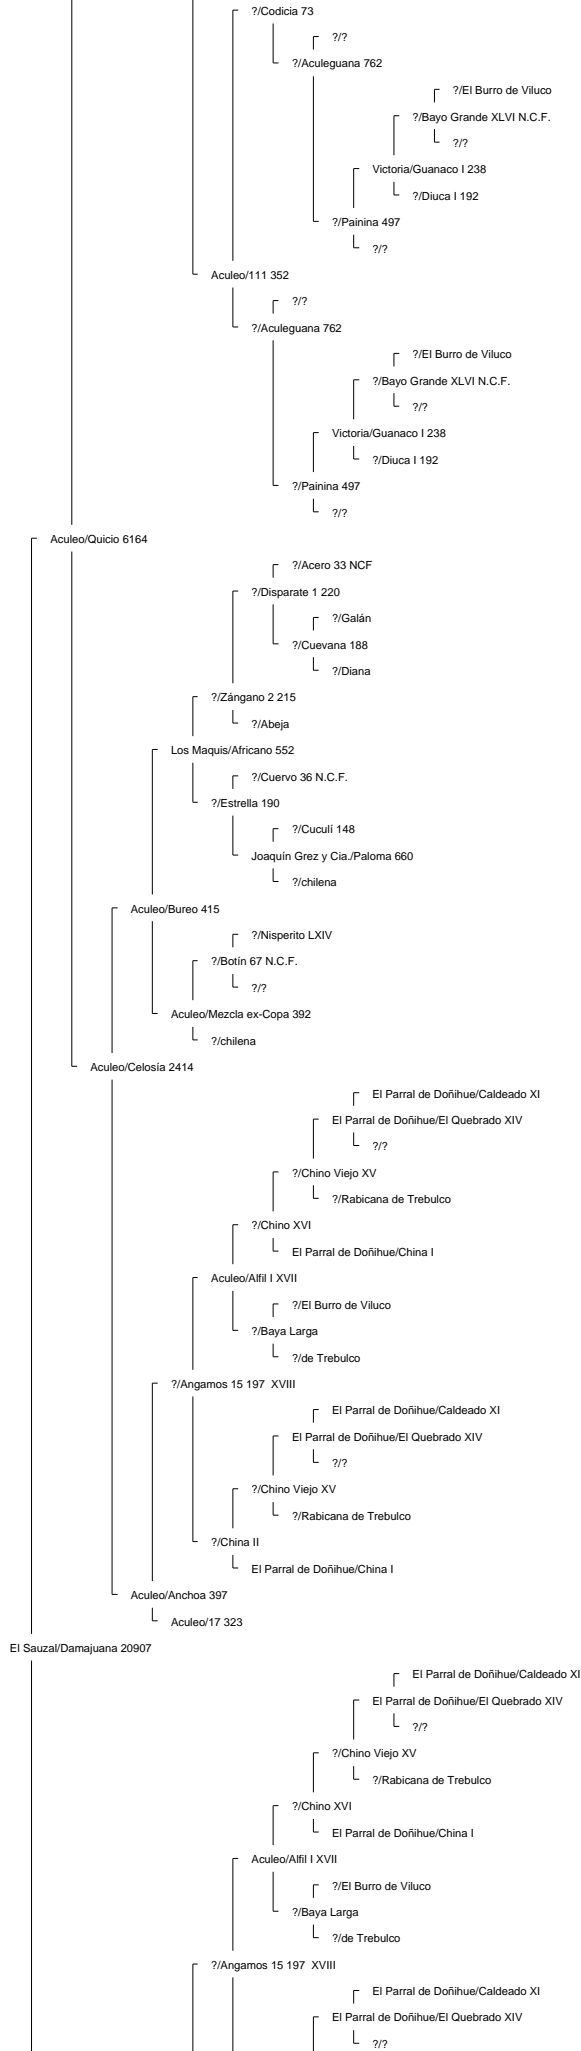 ?/Codicia 73
?/?
?/Aculeguana 762
?/El Burro de Viluco
?/Bayo Grande XLVI N.C.F.
?/?
Victoria/Guanaco I 238
?/Diuca I 192
?/Painina 497
?/?
Aculeo/111 352
?/?
?/Aculeguana 762
?/El Burro de Viluco
?/Bayo Grande XLVI N.C.F.
?/?
Victoria/Guanaco I 238
?/Diuca I 192
?/Painina 497
?/?
Aculeo/Quicio 6164
?/Acero 33 NCF
?/Disparate 1 220
?/Galán
?/Cuevana 188
?/Diana
?/Zángano 2 215
?/Abeja
Los Maquis/Africano 552
?/Cuervo 36 N.C.F.
?/Estrella 190
?/Cuculí 148
Joaquín Grez y Cia./Paloma 660
?/chilena
Aculeo/Bureo 415
?/Nisperito LXIV
?/Botín 67 N.C.F.
?/?
Aculeo/Mezcla ex-Copa 392
?/chilena
Aculeo/Celosía 2414
El Parral de Doñihue/Caldeado XI
El Parral de Doñihue/El Quebrado XIV
?/?
?/Chino Viejo XV
?/Rabicana de Trebulco
?/Chino XVI
El Parral de Doñihue/China I
Aculeo/Alfil I XVII
?/El Burro de Viluco
?/Baya Larga
?/de Trebulco
?/Angamos 15 197  XVIII
El Parral de Doñihue/Caldeado XI
El Parral de Doñihue/El Quebrado XIV
?/?
?/Chino Viejo XV
?/Rabicana de Trebulco
?/China II
El Parral de Doñihue/China I
Aculeo/Anchoa 397
Aculeo/17 323
El Sauzal/Damajuana 20907
El Parral de Doñihue/Caldeado XI
El Parral de Doñihue/El Quebrado XIV
?/?
?/Chino Viejo XV
?/Rabicana de Trebulco
?/Chino XVI
El Parral de Doñihue/China I
Aculeo/Alfil I XVII
?/El Burro de Viluco
?/Baya Larga
?/de Trebulco
?/Angamos 15 197  XVIII
El Parral de Doñihue/Caldeado XI
El Parral de Doñihue/El Quebrado XIV
?/?